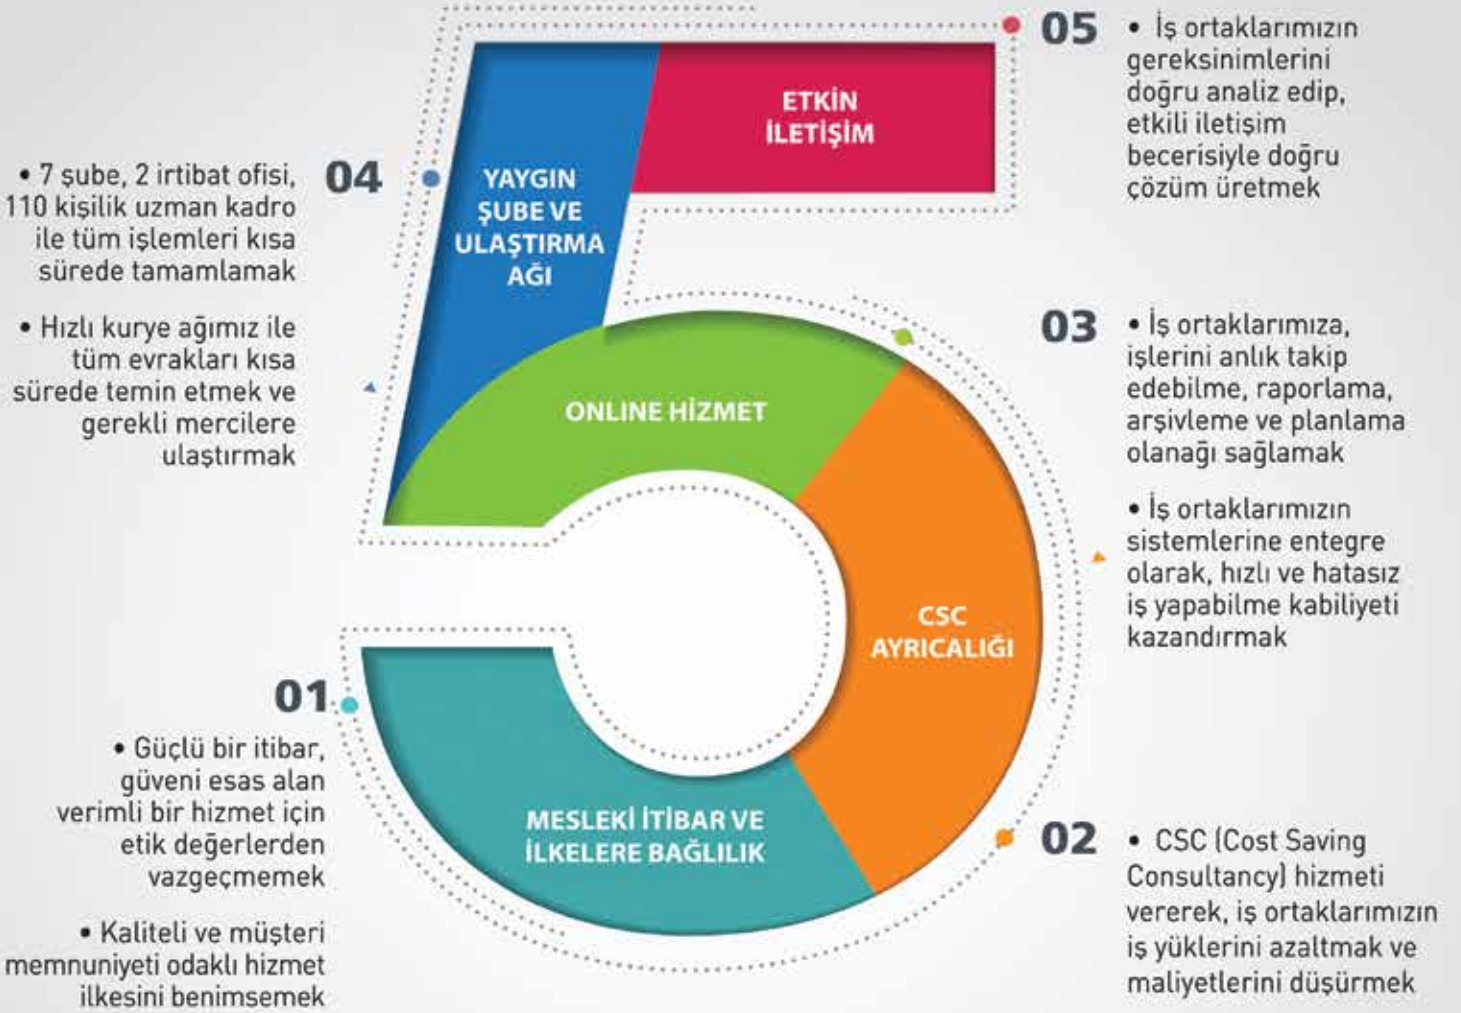 05
• İş ortaklarımızın
gereksinimlerini
doğru analiz edip,
etkili iletişim
becerisiyle doğru
çözüm üretmek
ETKİN
İLETİŞİM
04
• 7 şube, 2 irtibat ofisi,
110 kişilik uzman kadro
ile tüm işlemleri kısa
sürede tamamlamak
• Hızlı kurye ağımız ile
tüm evrakları kısa
sürede temin etmek ve
gerekli mercilere
ulaştırmak
YAYGIN
ŞUBE VE
ULAŞTIRMA
AĞI
03
• İş ortaklarımıza,
işlerini anlık takip
edebilme, raporlama,
arşivleme ve planlama
olanağı sağlamak
• İş ortaklarımızın
sistemlerine entegre
olarak, hızlı ve hatasız
iş yapabilme kabiliyeti
kazandırmak
ONLINE HİZMET
CSC
AYRICALIĞI
01
• Güçlü bir itibar,
güveni esas alan
verimli bir hizmet için
etik değerlerden
vazgeçmemek
• Kaliteli ve müşteri
memnuniyeti odaklı hizmet
ilkesini benimsemek
MESLEKİ İTİBAR VE
İLKELERE BAĞLILIK
02
• CSC (Cost Saving
Consultancy) hizmeti
vererek, iş ortaklarımızın
iş yüklerini azaltmak ve
maliyetlerini düşürmek